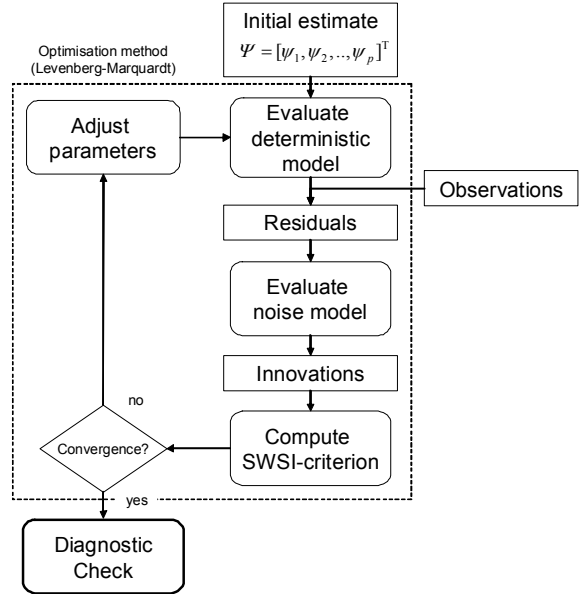 Initial estimate
Ψ = [ψ₁, ψ₂, .., ψₚ]ᵀ
Optimisation method
(Levenberg-Marquardt)
Adjust
parameters
Evaluate
deterministic
model
Observations
Residuals
Evaluate
noise model
Innovations
no
Convergence?
Compute
SWSI-criterion
yes
Diagnostic
Check